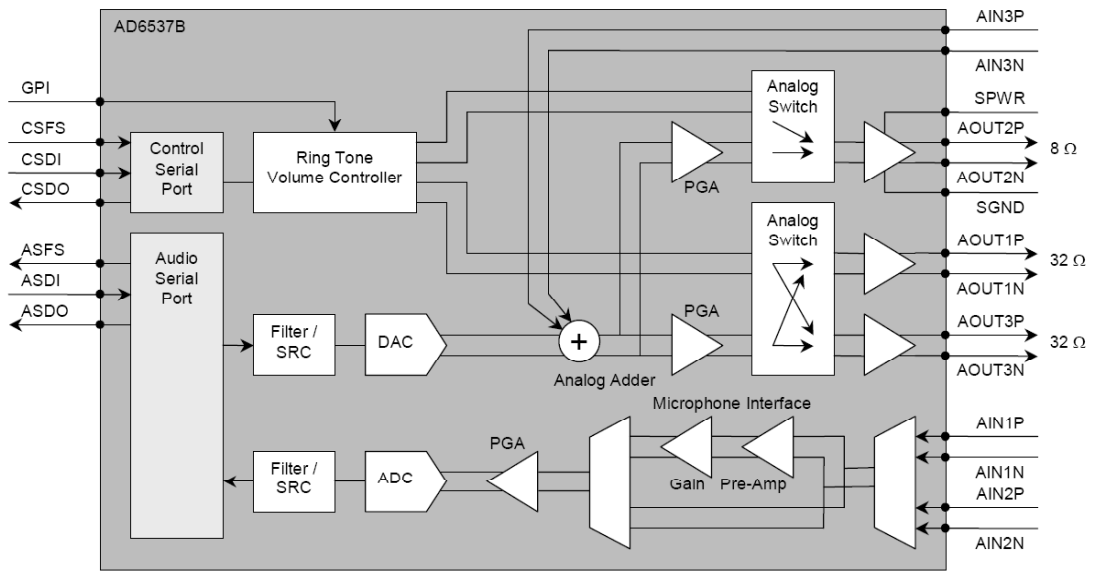 AD6537B
AIN3P
AIN3N
GPI
CSFS
CSDI
CSDO
Control
Serial
Port
Ring Tone
Volume Controller
Analog
Switch
PGA
SPWR
AOUT2P
8 Ω
AOUT2N
SGND
ASFS
ASDI
ASDO
Audio
Serial
Port
Analog
Switch
AOUT1P
32 Ω
AOUT1N
Filter /
SRC
DAC
+
Analog Adder
PGA
AOUT3P
32 Ω
AOUT3N
Microphone Interface
Gain
Pre-Amp
PGA
Filter /
SRC
ADC
AIN1P
AIN1N
AIN2P
AIN2N